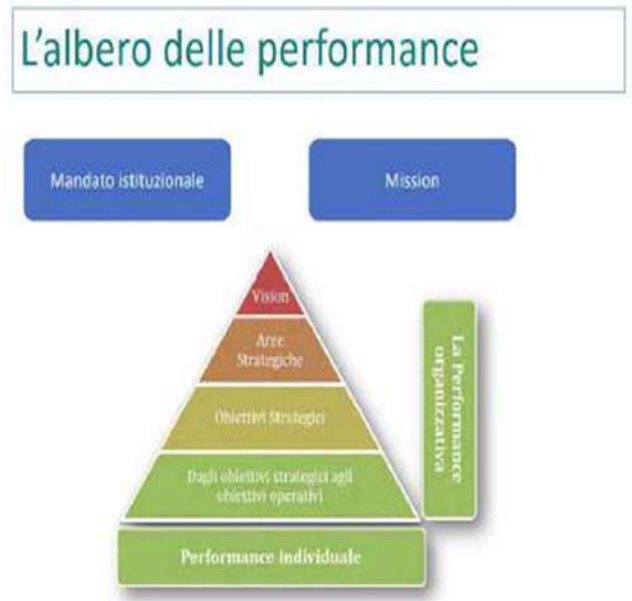 L'albero delle performance
Mandato istituzionale
Mission
Vision
Aree
Strategiche
Obiettivi Strategici
Dagli obiettivi strategici agli
obiettivi operativi
La Performance
organizzativa
Performance individuale